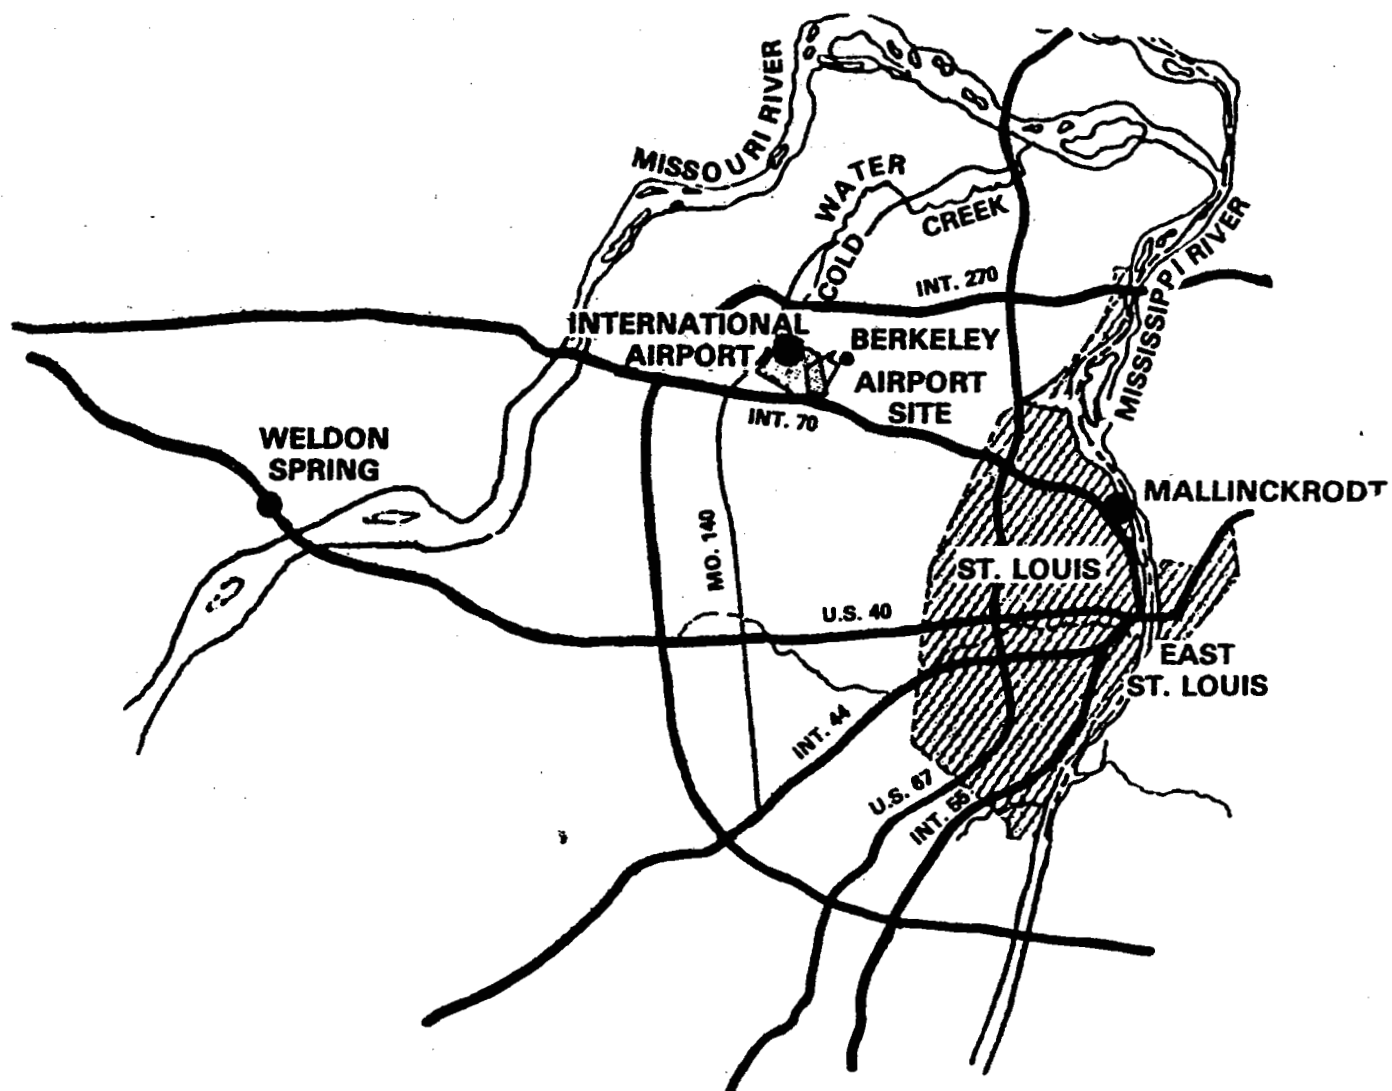 MISSOURI RIVER
COLD WATER
CREEK
INT. 270
MISSISSIPPI RIVER
INTERNATIONAL
AIRPORT
BERKELEY
AIRPORT
SITE
INT. 70
WELDON
SPRING
MALLINCKRODT
MO. 140
ST. LOUIS
U.S. 40
EAST
ST. LOUIS
INT. 44
U.S. 67
INT. 55